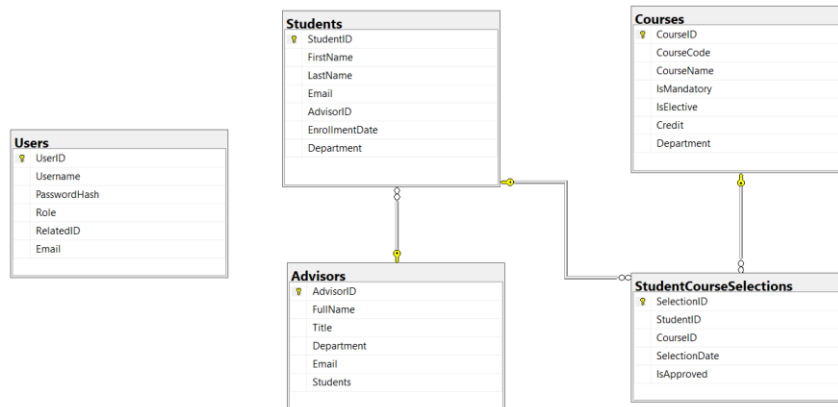 Students
StudentID
FirstName
LastName
Email
AdvisorID
EnrollmentDate
Department
Courses
CourseID
CourseCode
CourseName
IsMandatory
IsElective
Credit
Department
Users
UserID
Username
PasswordHash
Role
RelatedID
Email
Advisors
AdvisorID
FullName
Title
Department
Email
Students
StudentCourseSelections
SelectionID
StudentID
CourseID
SelectionDate
IsApproved